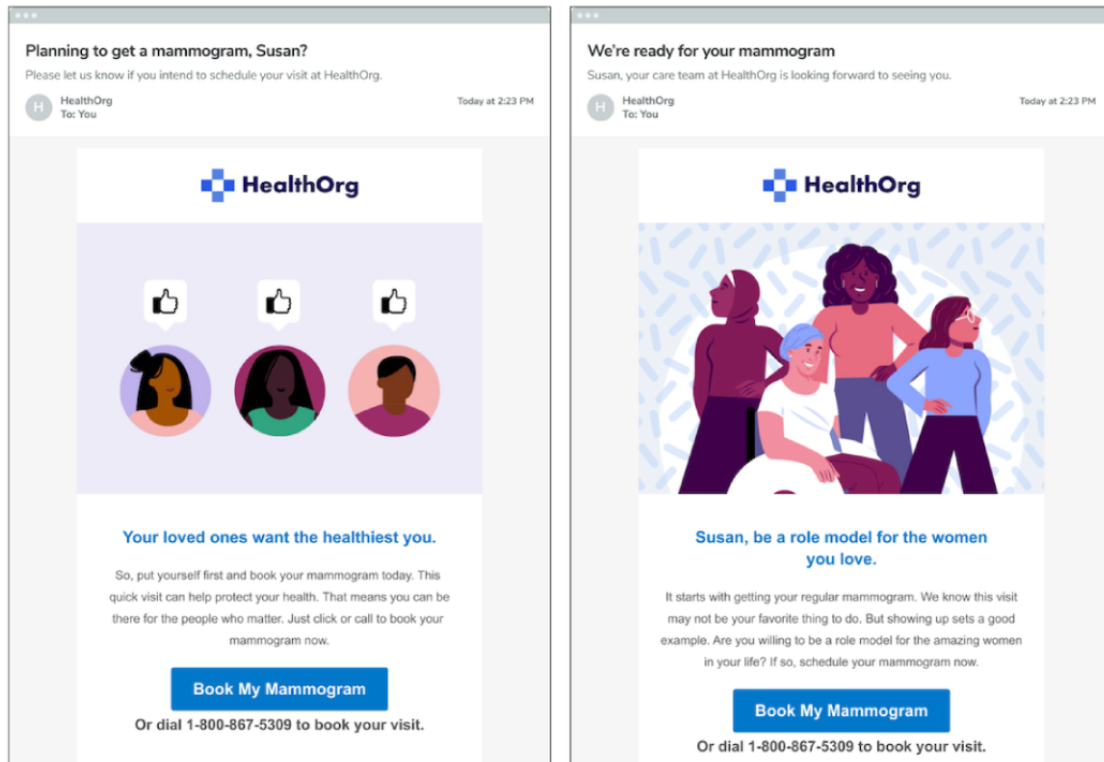 Planning to get a mammogram, Susan?
Please let us know if you intend to schedule your visit at HealthOrg.
H
HealthOrg
To: You
Today at 2:23 PM
HealthOrg
Your loved ones want the healthiest you.
So, put yourself first and book your mammogram today. This
quick visit can help protect your health. That means you can be
there for the people who matter. Just click or call to book your
mammogram now.
Book My Mammogram
Or dial 1-800-867-5309 to book your visit.
We're ready for your mammogram
Susan, your care team at HealthOrg is looking forward to seeing you.
H
HealthOrg
To: You
Today at 2:23 PM
HealthOrg
Susan, be a role model for the women
you love.
It starts with getting your regular mammogram. We know this visit
may not be your favorite thing to do. But showing up sets a good
example. Are you willing to be a role model for the amazing women
in your life? If so, schedule your mammogram now.
Book My Mammogram
Or dial 1-800-867-5309 to book your visit.